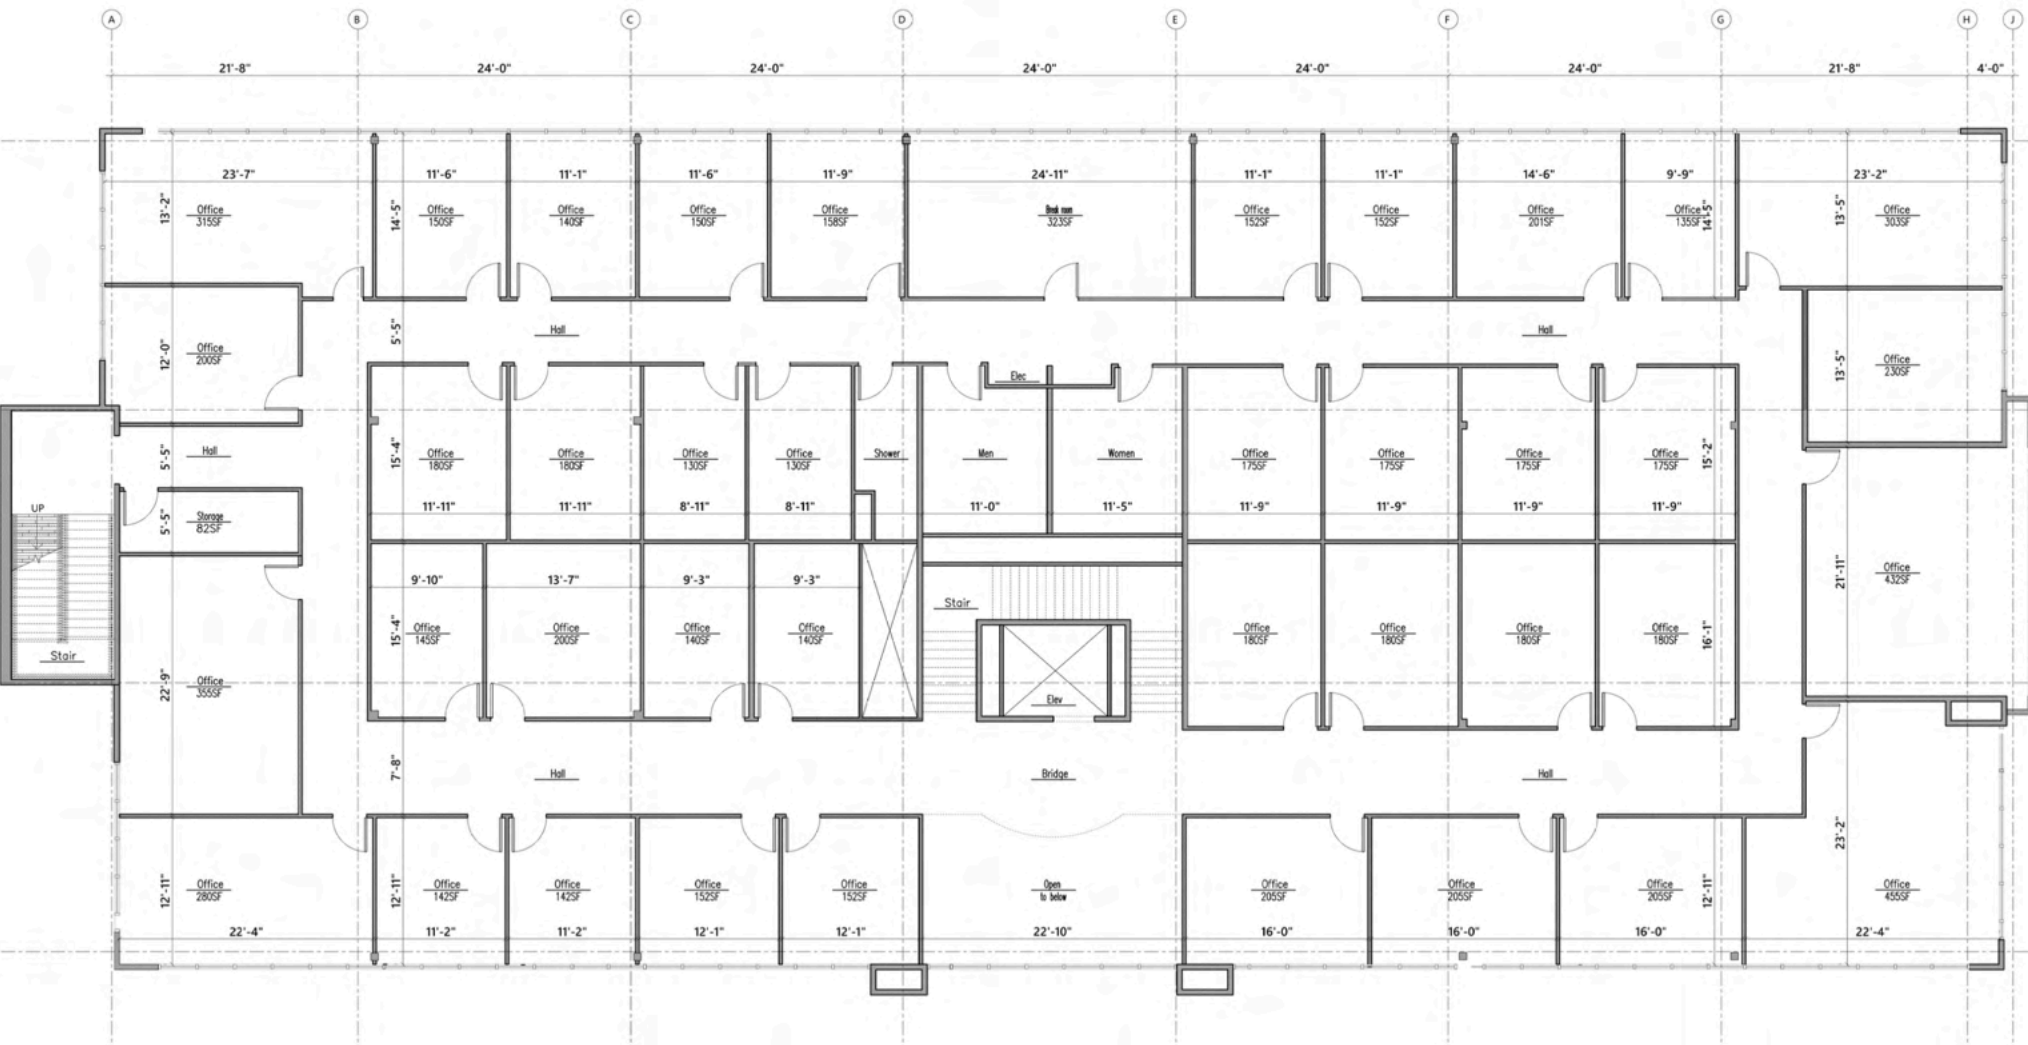 A B C D E F G H J
21'-8" 24'-0" 24'-0" 24'-0" 24'-0" 24'-0" 21'-8" 4'-0"
23'-7" 11'-6" 11'-1" 11'-6" 11'-9" 24'-11" 11'-1" 11'-1" 14'-6" 9'-9" 23'-2"
13'-2" 14'-5" 14'-5" 13'-5"
Office Office Office Office Office Break room Office Office Office Office Office
315SF 150SF 140SF 150SF 158SF 323SF 152SF 152SF 201SF 135SF 303SF
5'-5" Hall Hall
12'-0" Office 13'-5" Office
200SF 230SF
Elec
5'-5" Hall 15'-4" Office Office Office Office Shower Men Women Office Office Office Office 15'-2"
180SF 180SF 130SF 130SF 175SF 175SF 175SF 175SF
11'-11" 11'-11" 8'-11" 8'-11" 11'-0" 11'-5" 11'-9" 11'-9" 11'-9" 11'-9"
UP
5'-5" Storage
82SF
21'-11" Office
432SF
9'-10" 13'-7" 9'-3" 9'-3"
Stair
15'-4" Office Office Office Office Office Office Office Office 16'-1"
145SF 200SF 140SF 140SF 180SF 180SF 180SF 180SF
Stair
22'-9" Office
355SF
Elev
7'-8" Hall Bridge Hall
23'-2"
12'-11" Office 12'-11" Office Office Office Office Open Office Office Office 12'-11" Office
280SF 142SF 142SF 152SF 152SF to below 205SF 205SF 205SF 455SF
22'-4" 11'-2" 11'-2" 12'-1" 12'-1" 22'-10" 16'-0" 16'-0" 16'-0" 22'-4"